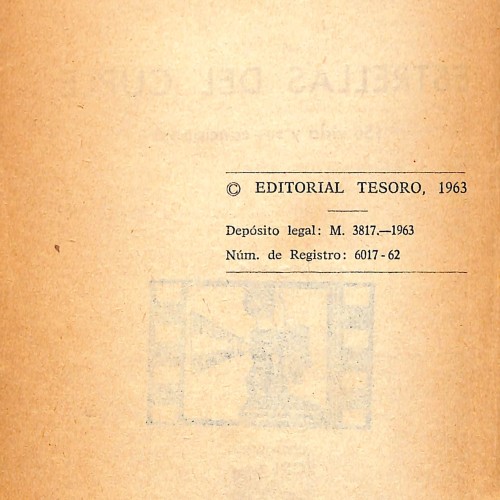 © EDITORIAL TESORO, 1963
Depósito legal: M. 3817.—1963
Núm. de Registro: 6017-62